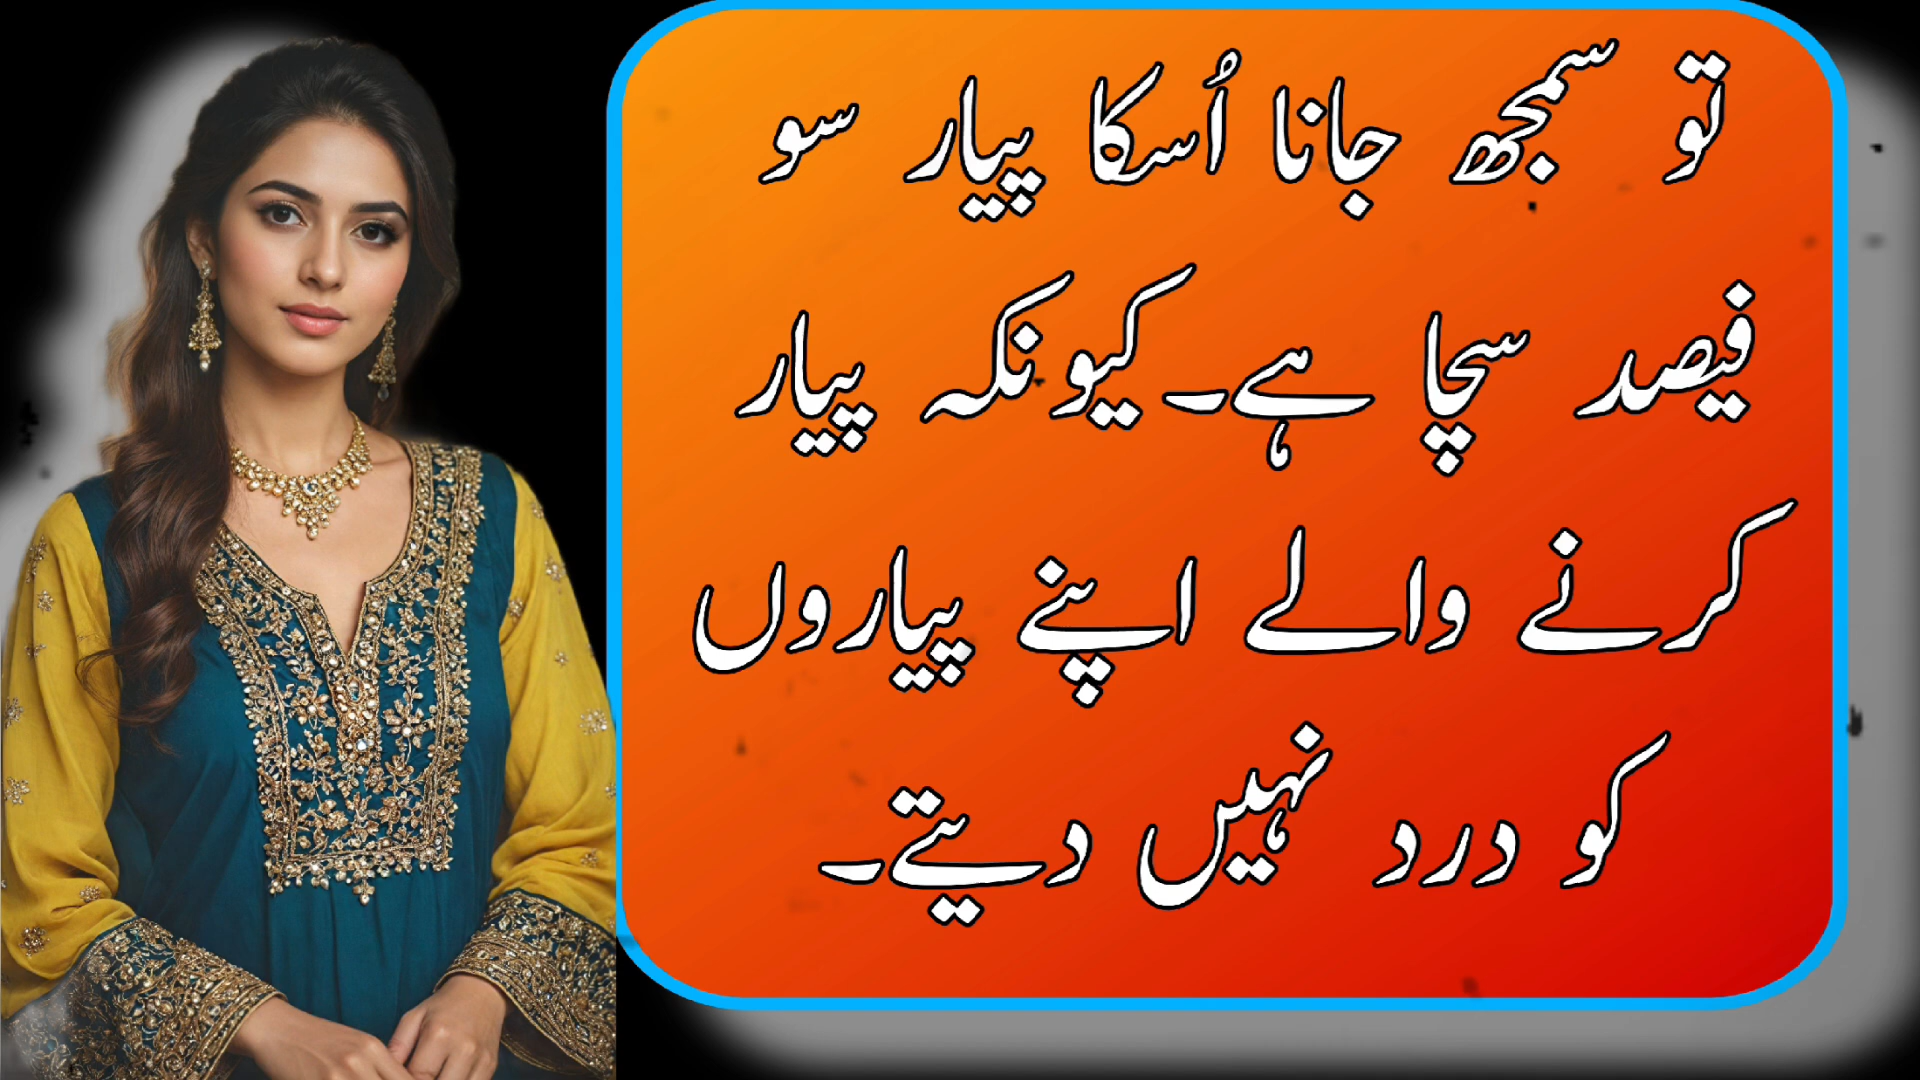 تو سمجھ جانا اُسکا پیار سو
فیصد سچا ہے۔کیونکہ پیار
کرنے والے اپنے پیاروں
کو درد نہیں دیتے۔